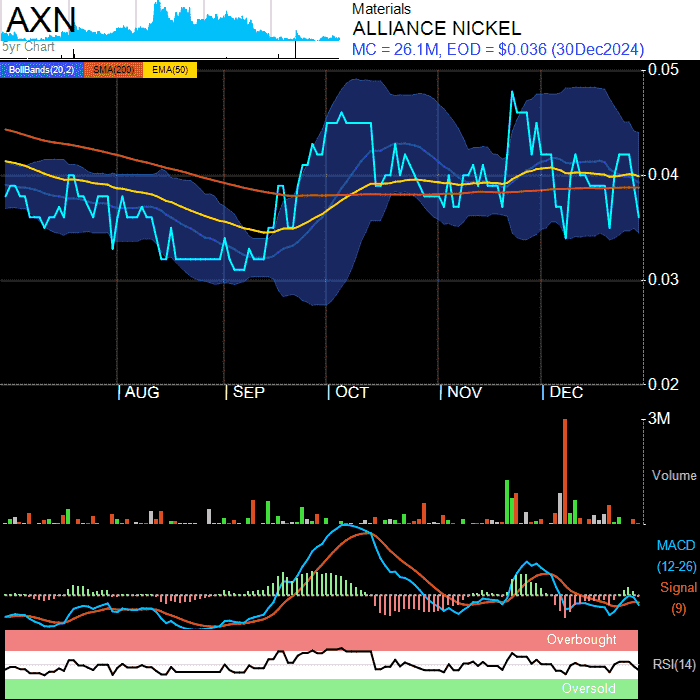 AXN
5yr Chart
Materials
ALLIANCE NICKEL
MC = 26.1M, EOD = $0.036 (30Dec2024)
BollBands(20,2) SMA(200) EMA(50)
0.05
0.04
0.03
0.02
AUG SEP OCT NOV DEC
3M
Volume
MACD
(12-26)
Signal
(9)
Overbought
RSI(14)
Oversold